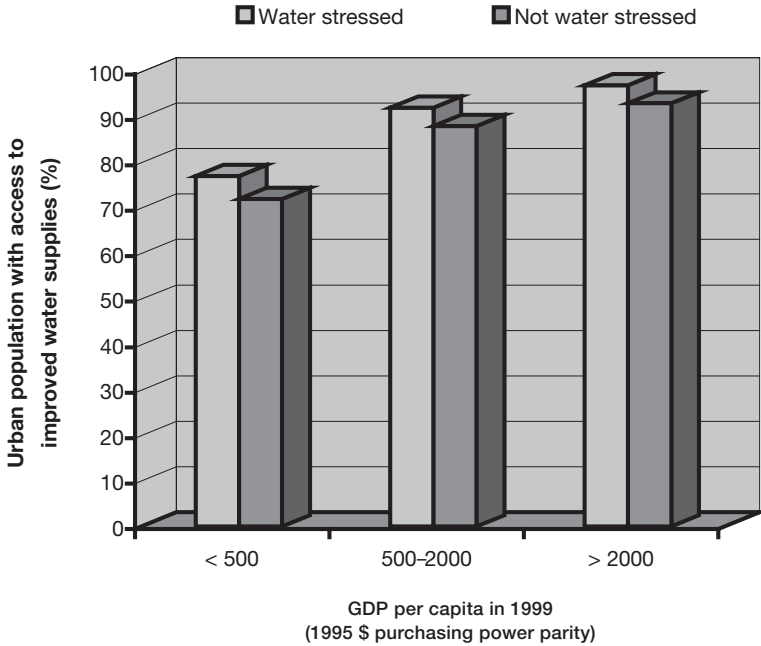 Water stressed
Not water stressed
Urban population with access to
improved water supplies (%)
100
90
80
70
60
50
40
30
20
10
0
< 500
500–2000
> 2000
GDP per capita in 1999
(1995 $ purchasing power parity)